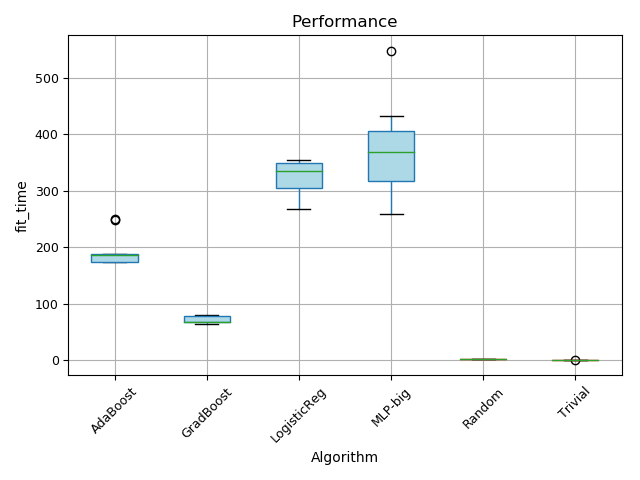 Performance
fit_time
500
400
300
200
100
0
AdaBoost
GradBoost
LogisticReg
MLP-big
Random
Trivial
Algorithm